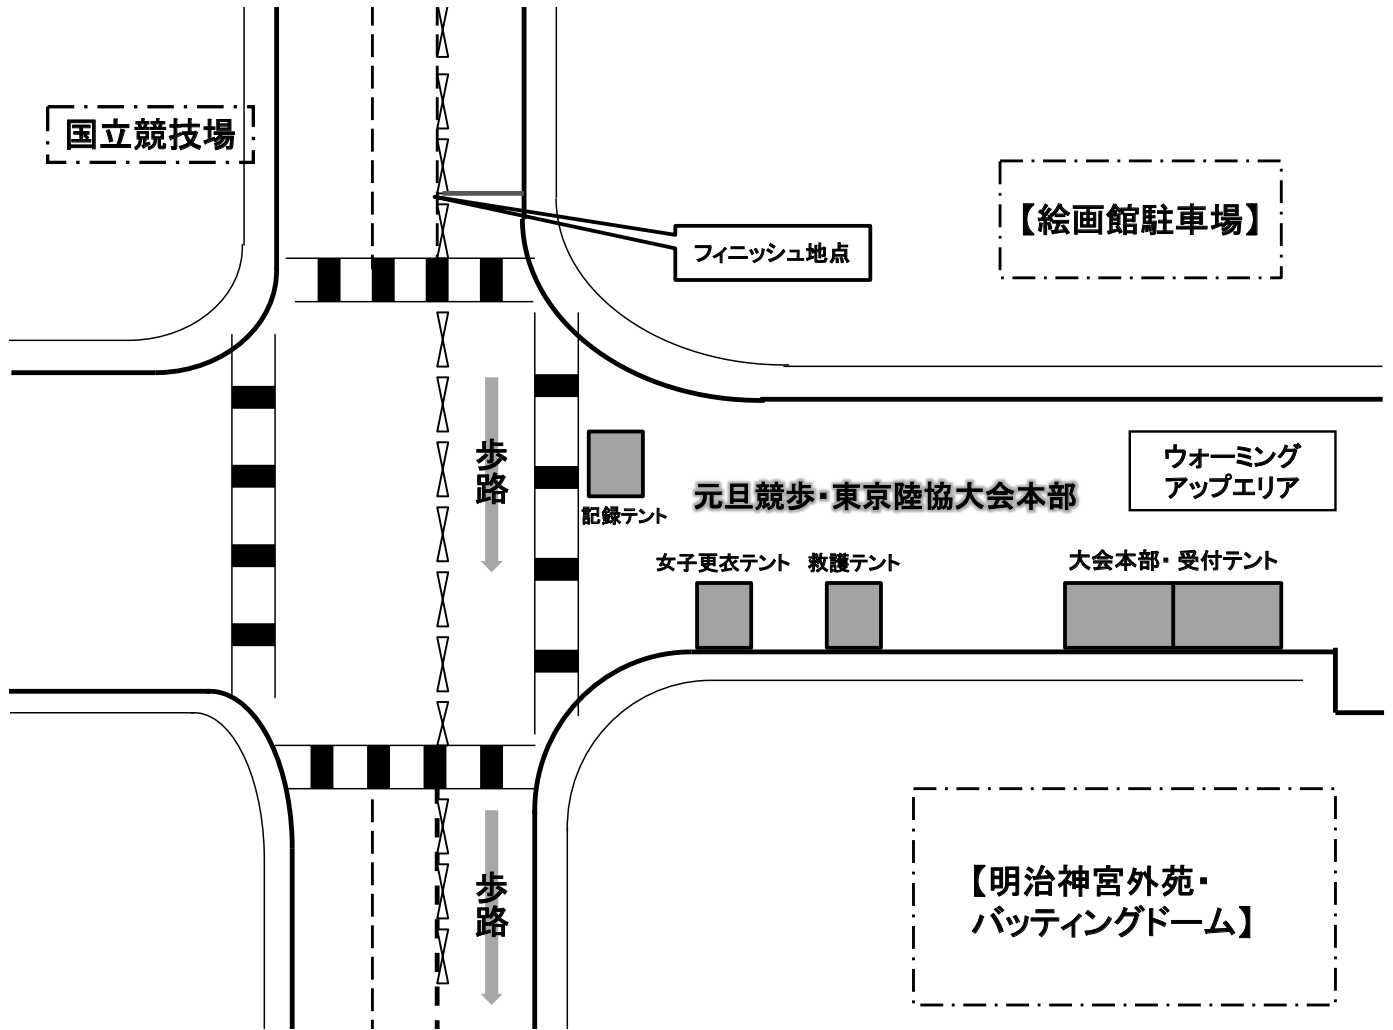 国立競技場
【絵画館駐車場】
フィニッシュ地点
歩路
ウォーミング
アップエリア
元旦競歩・東京陸協大会本部
記録テント
女子更衣テント
救護テント
大会本部・受付テント
歩路
【明治神宮外苑・
バッティングドーム】